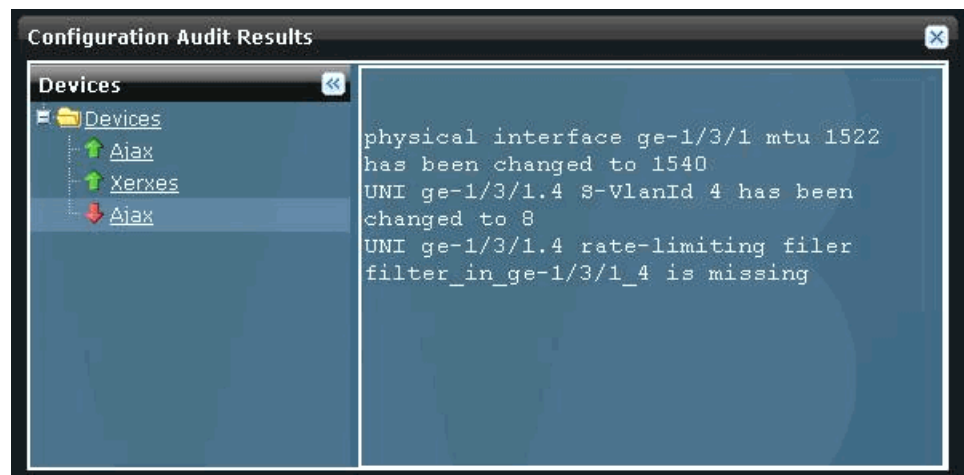 Configuration Audit Results
Devices
Devices
Ajax
Xerxes
Ajax
physical interface ge-1/3/1 mtu 1522
has been changed to 1540
UNI ge-1/3/1.4 S-VlanId 4 has been
changed to 8
UNI ge-1/3/1.4 rate-limiting filer
filter_in_ge-1/3/1_4 is missing